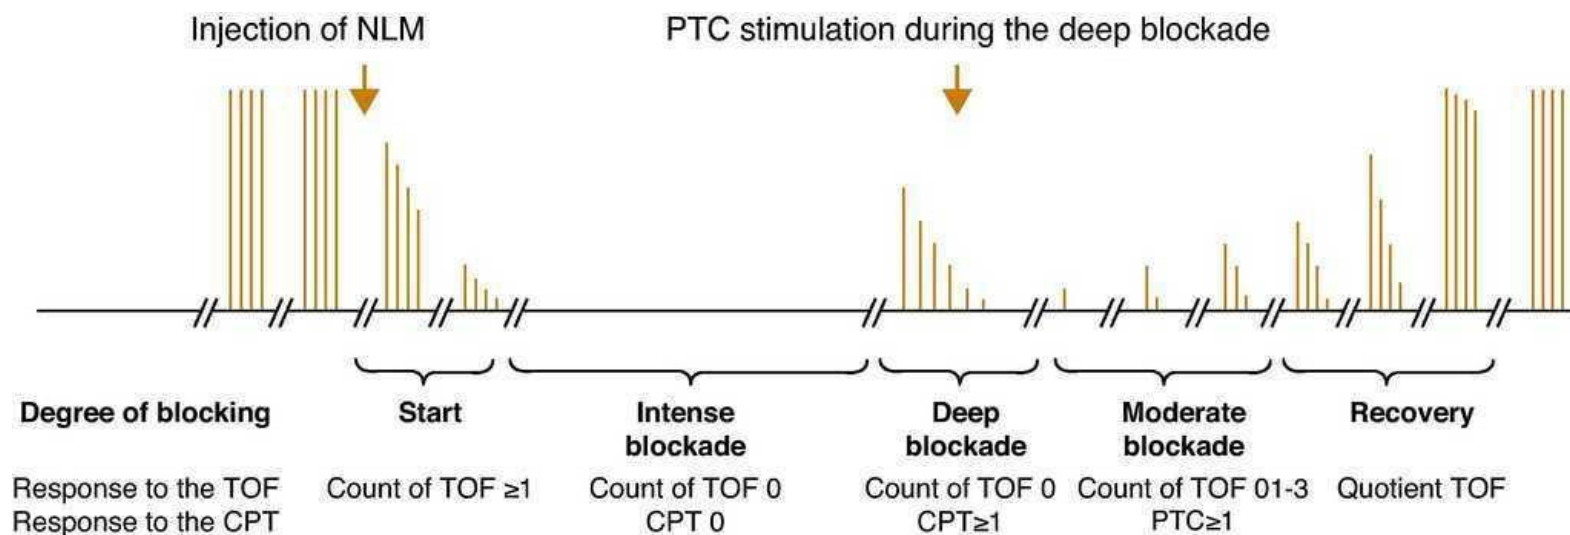 Injection of NLM
PTC stimulation during the deep blockade
Degree of blocking
Start
Intense
blockade
Deep
blockade
Moderate
blockade
Recovery
Response to the TOF
Response to the CPT
Count of TOF ≥1
Count of TOF 0
CPT 0
Count of TOF 0
CPT≥1
Count of TOF 01-3
PTC≥1
Quotient TOF